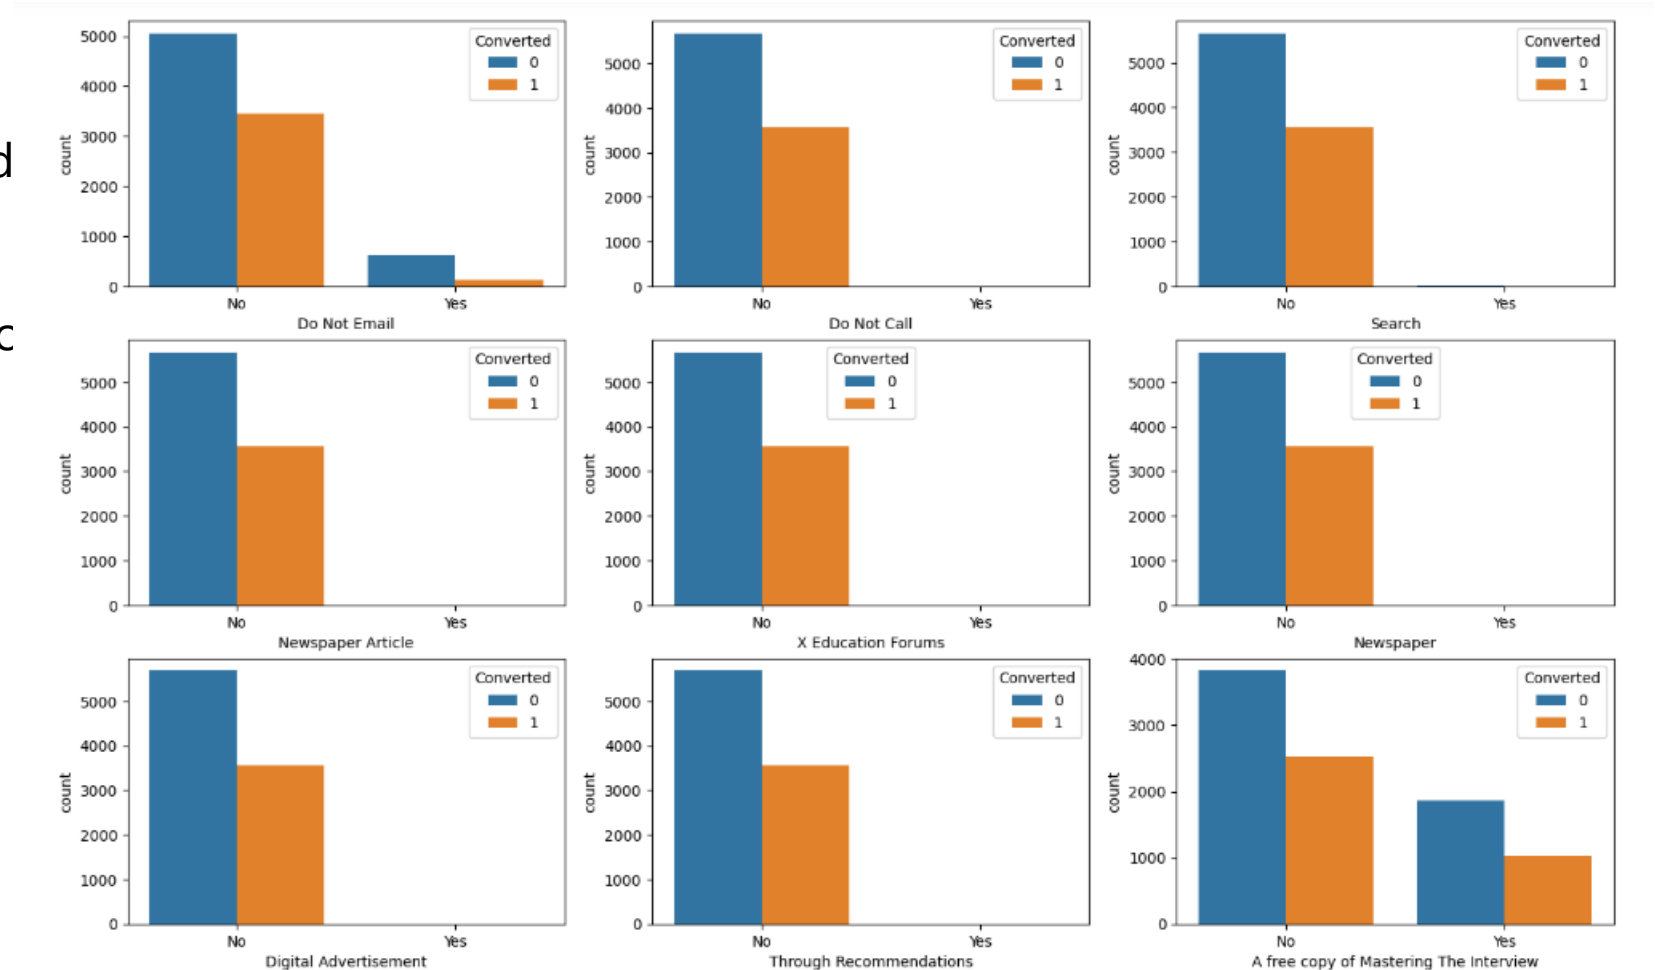 d
c
5000
4000
3000
2000
1000
0
count
No Yes
Do Not Email
Converted
0
1
5000
4000
3000
2000
1000
0
count
No Yes
Do Not Call
Converted
0
1
5000
4000
3000
2000
1000
0
count
No Yes
Search
Converted
0
1
5000
4000
3000
2000
1000
0
count
No Yes
Newspaper Article
Converted
0
1
5000
4000
3000
2000
1000
0
count
No Yes
X Education Forums
Converted
0
1
5000
4000
3000
2000
1000
0
count
No Yes
Newspaper
Converted
0
1
5000
4000
3000
2000
1000
0
count
No Yes
Digital Advertisement
Converted
0
1
5000
4000
3000
2000
1000
0
count
No Yes
Through Recommendations
Converted
0
1
4000
3000
2000
1000
0
count
No Yes
A free copy of Mastering The Interview
Converted
0
1